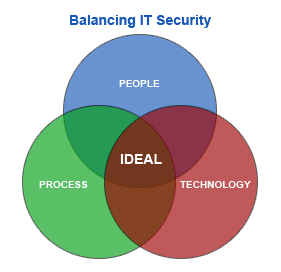 Balancing IT Security
PEOPLE
IDEAL
PROCESS
TECHNOLOGY